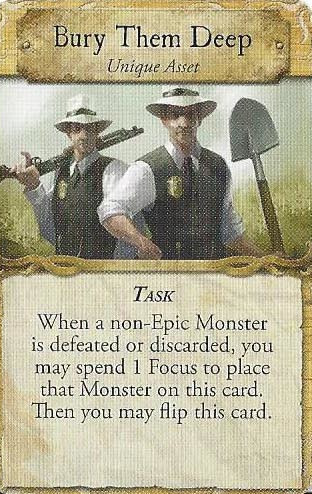 Bury Them Deep
Unique Asset
Task
When a non-Epic Monster
is defeated or discarded, you
may spend 1 Focus to place
that Monster on this card.
Then you may flip this card.